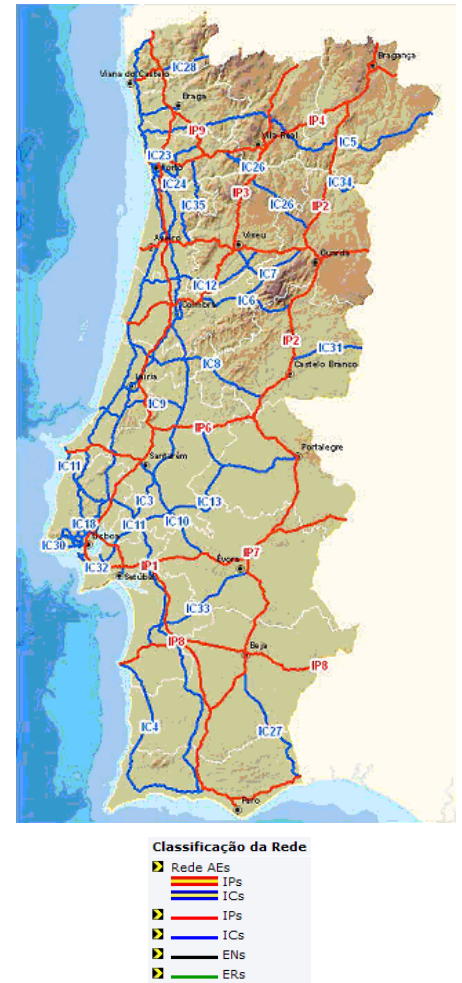 IC28
Bragança
Viana do Castelo
Braga
IP4
IP9
Vila Real
IC5
IC23
Porto
IC26
IC24
IC34
IP3
IC35
IC26
IP2
Aveiro
Viseu
Guarda
IC7
IC12
IC6
Coimbra
IP2
IC31
IC8
Castelo Branco
Leiria
IC9
IP6
Portalegre
Santarém
IC11
IC3
IC13
IC18
IC11
IC10
Lisboa
IC30
IP7
Évora
IC32
IP1
Setúbal
IC33
IP8
Beja
IP8
IC4
IC27
Faro
Classificação da Rede
Rede AEs
IPs
ICs
IPs
ICs
ENs
ERs